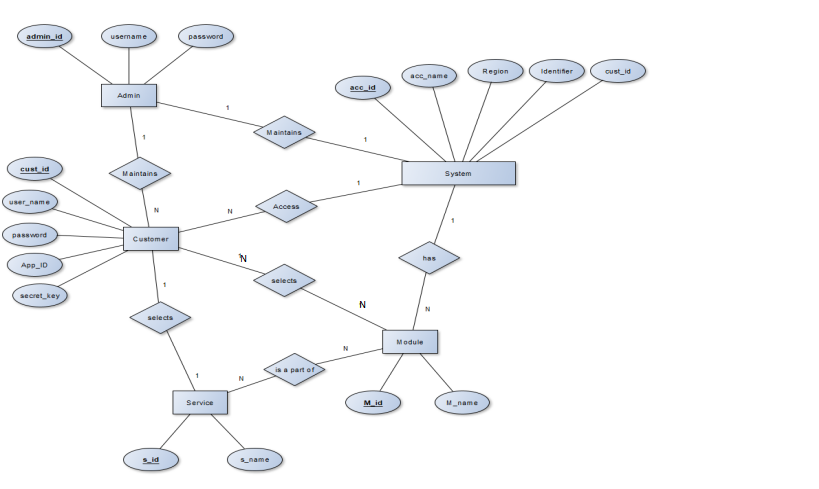 admin_id
username
password
Admin
1
Maintains
1
acc_id
acc_name
Region
Identifier
cust_id
System
1
Maintains
N
cust_id
user_name
password
App_ID
secret_key
Customer
N
Access
1
1
has
N
N
selects
N
1
selects
1
Module
N
is a part of
N
Service
M_id
M_name
s_id
s_name